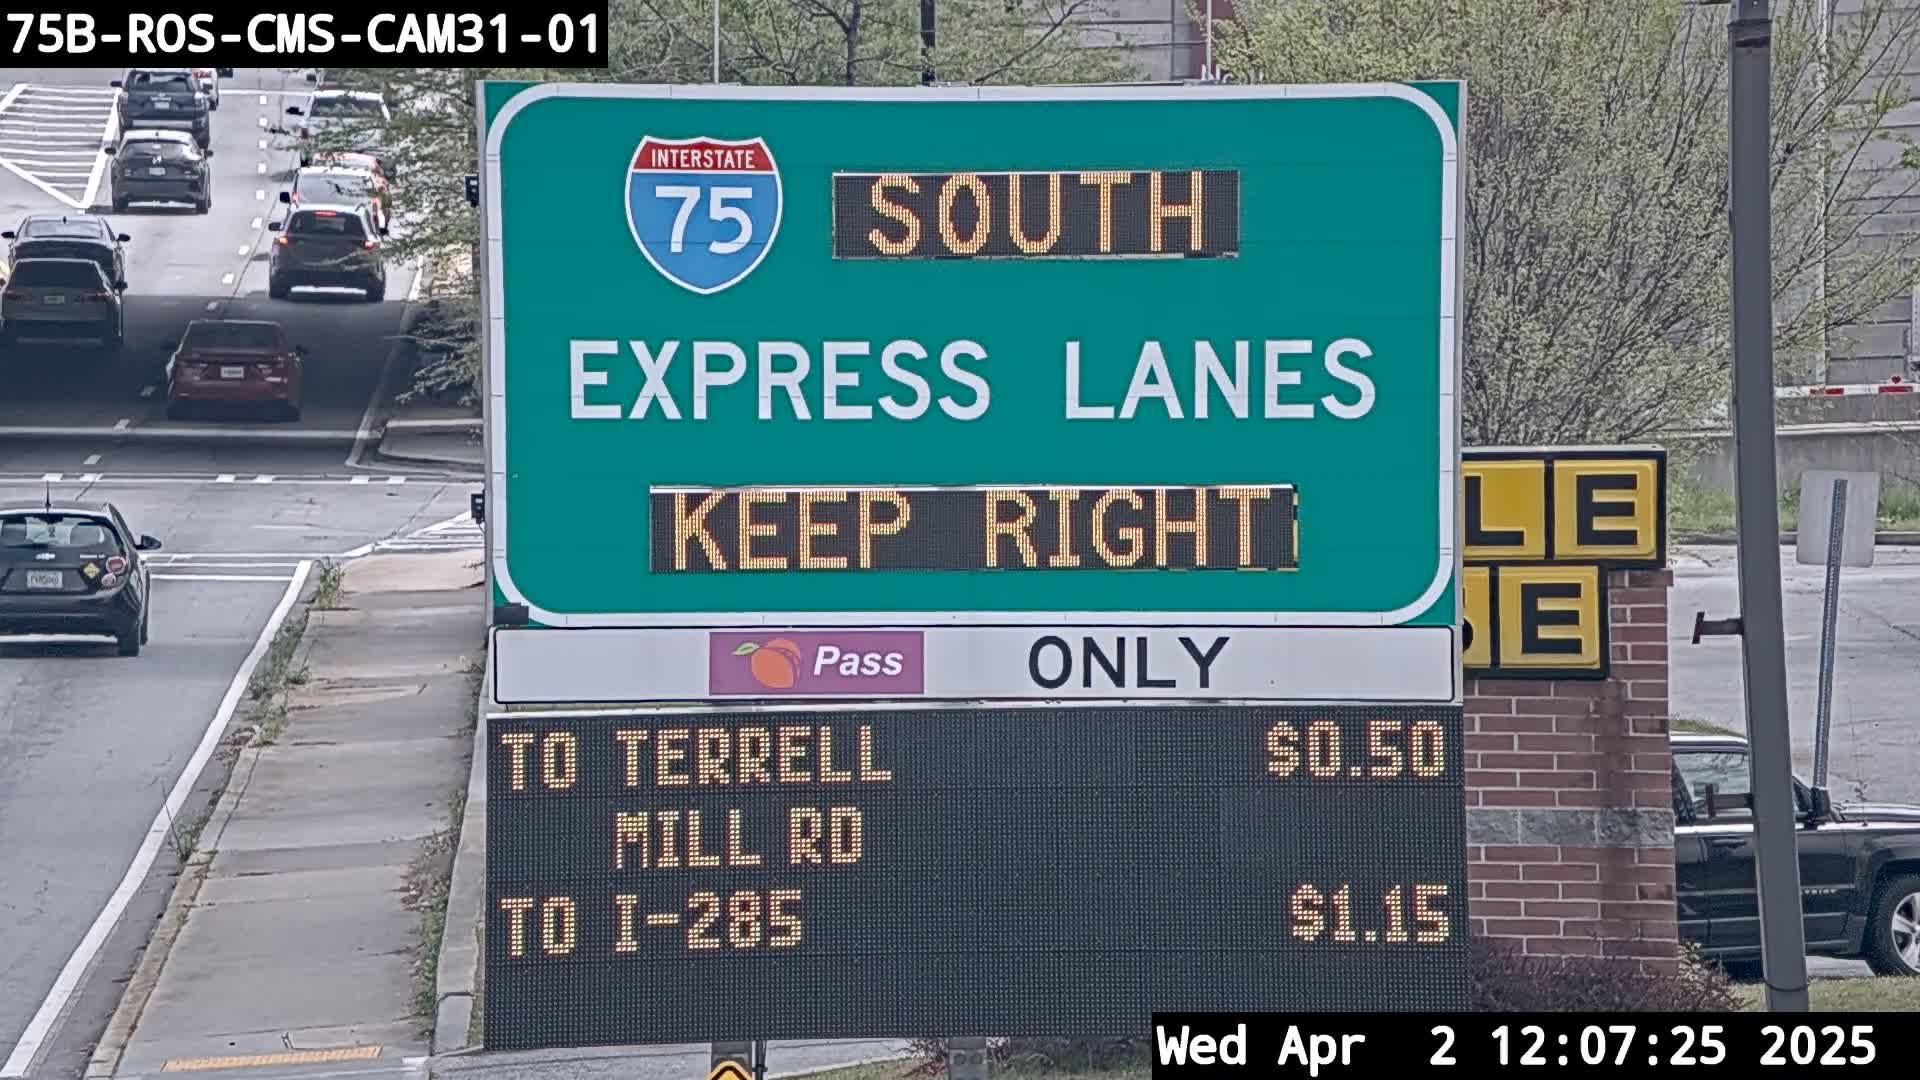 75B-ROS-CMS-CAM31-01
INTERSTATE
75
SOUTH
EXPRESS LANES
KEEP RIGHT
LE
E
Pass ONLY
TO TERRELL $0.50
MILL RD
TO I-285 $1.15
Wed Apr 2 12:07:25 2025